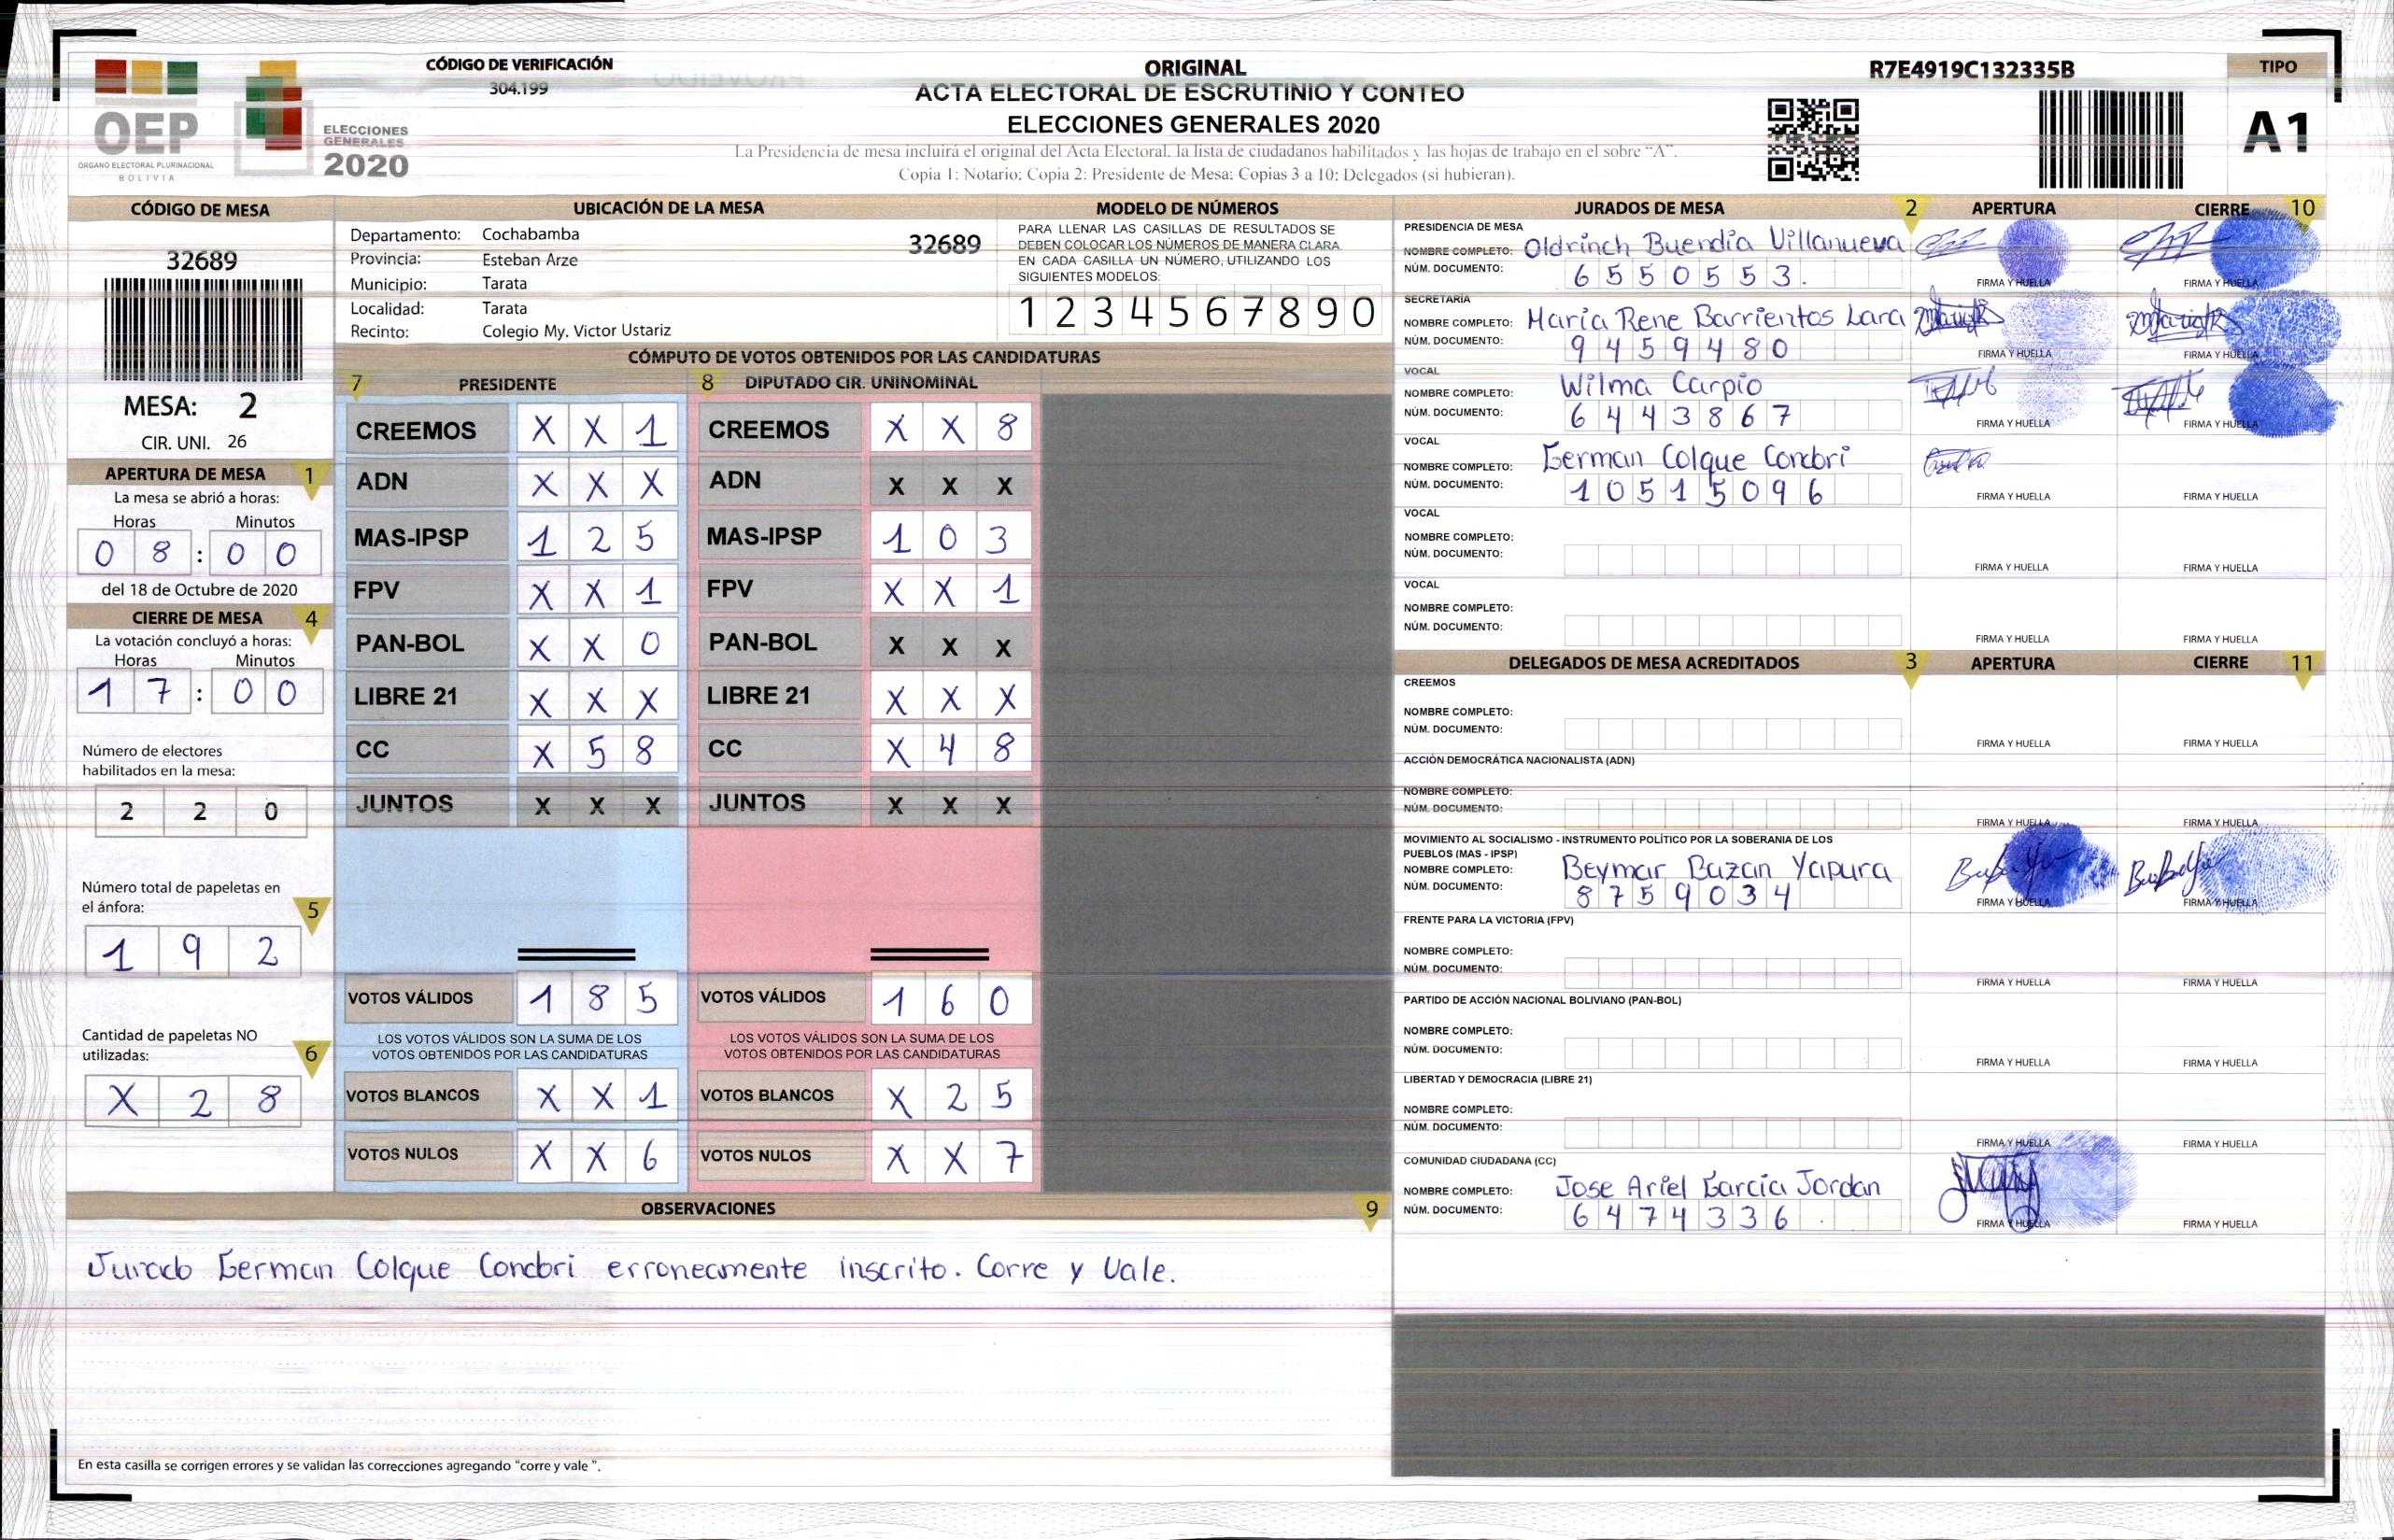 CÓDIGO DE VERIFICACIÓN
304.199
ORIGINAL
ACTA ELECTORAL DE ESCRUTINIO Y CONTEO
ELECCIONES GENERALES 2020
La Presidencia de mesa incluirá el original del Acta Electoral, la lista de ciudadanos habilitados y las hojas de trabajo en el sobre "A".
Copia 1: Notario; Copia 2: Presidente de Mesa; Copias 3 a 10: Delegados (si hubieran).
R7E4919C132335B
TIPO
A1
OEP
ÓRGANO ELECTORAL PLURINACIONAL
BOLIVIA
ELECCIONES
GENERALES
2020
CÓDIGO DE MESA
32689
MESA: 2
CIR. UNI. 26
APERTURA DE MESA 1
La mesa se abrió a horas:
Horas Minutos
0 8 : 0 0
del 18 de Octubre de 2020
CIERRE DE MESA 4
La votación concluyó a horas:
Horas Minutos
1 7 : 0 0
Número de electores
habilitados en la mesa:
2 2 0
Número total de papeletas en
el ánfora: 5
1 9 2
Cantidad de papeletas NO
utilizadas: 6
X 2 8
UBICACIÓN DE LA MESA
Departamento: Cochabamba 32689
Provincia: Esteban Arze
Municipio: Tarata
Localidad: Tarata
Recinto: Colegio My. Victor Ustariz
MODELO DE NÚMEROS
PARA LLENAR LAS CASILLAS DE RESULTADOS SE
DEBEN COLOCAR LOS NÚMEROS DE MANERA CLARA
EN CADA CASILLA UN NÚMERO, UTILIZANDO LOS
SIGUIENTES MODELOS:
1 2 3 4 5 6 7 8 9 0
CÓMPUTO DE VOTOS OBTENIDOS POR LAS CANDIDATURAS
7 PRESIDENTE 8 DIPUTADO CIR. UNINOMINAL
CREEMOS X X 1 CREEMOS X X 8
ADN X X X ADN X X X
MAS-IPSP 1 2 5 MAS-IPSP 1 0 3
FPV X X 1 FPV X X 1
PAN-BOL X X 0 PAN-BOL X X X
LIBRE 21 X X X LIBRE 21 X X X
CC X 5 8 CC X 4 8
JUNTOS X X X JUNTOS X X X
VOTOS VÁLIDOS 1 8 5 VOTOS VÁLIDOS 1 6 0
LOS VOTOS VÁLIDOS SON LA SUMA DE LOS LOS VOTOS VÁLIDOS SON LA SUMA DE LOS
VOTOS OBTENIDOS POR LAS CANDIDATURAS VOTOS OBTENIDOS POR LAS CANDIDATURAS
VOTOS BLANCOS X X 1 VOTOS BLANCOS X 2 5
VOTOS NULOS X X 6 VOTOS NULOS X X 7
OBSERVACIONES 9
Jurado German Colque Condori erroneamente inscrito. Corre y Vale.
En esta casilla se corrigen errores y se validan las correcciones agregando "corre y vale ".
JURADOS DE MESA 2 APERTURA CIERRE 10
PRESIDENCIA DE MESA
NOMBRE COMPLETO: Oldrinch Buendia Villanueva
NÚM. DOCUMENTO: 6 5 5 0 5 5 3 .
FIRMA Y HUELLA FIRMA Y HUELLA
SECRETARÍA
NOMBRE COMPLETO: Maria Rene Barrientos Lara
NÚM. DOCUMENTO: 9 4 5 9 4 8 0
FIRMA Y HUELLA FIRMA Y HUELLA
VOCAL
NOMBRE COMPLETO: Wilma Carpio
NÚM. DOCUMENTO: 6 4 4 3 8 6 7
FIRMA Y HUELLA FIRMA Y HUELLA
VOCAL
NOMBRE COMPLETO: German Colque Condori
NÚM. DOCUMENTO: 1 0 5 1 5 0 9 6
FIRMA Y HUELLA FIRMA Y HUELLA
VOCAL
NOMBRE COMPLETO:
NÚM. DOCUMENTO:
FIRMA Y HUELLA FIRMA Y HUELLA
VOCAL
NOMBRE COMPLETO:
NÚM. DOCUMENTO:
FIRMA Y HUELLA FIRMA Y HUELLA
DELEGADOS DE MESA ACREDITADOS 3 APERTURA CIERRE 11
CREEMOS
NOMBRE COMPLETO:
NÚM. DOCUMENTO:
FIRMA Y HUELLA FIRMA Y HUELLA
ACCIÓN DEMOCRÁTICA NACIONALISTA (ADN)
NOMBRE COMPLETO:
NÚM. DOCUMENTO:
FIRMA Y HUELLA FIRMA Y HUELLA
MOVIMIENTO AL SOCIALISMO - INSTRUMENTO POLÍTICO POR LA SOBERANIA DE LOS
PUEBLOS (MAS - IPSP)
NOMBRE COMPLETO: Beymar Bazan Yapura
NÚM. DOCUMENTO: 8 7 5 9 0 3 4
FIRMA Y HUELLA FIRMA Y HUELLA
FRENTE PARA LA VICTORIA (FPV)
NOMBRE COMPLETO:
NÚM. DOCUMENTO:
FIRMA Y HUELLA FIRMA Y HUELLA
PARTIDO DE ACCIÓN NACIONAL BOLIVIANO (PAN-BOL)
NOMBRE COMPLETO:
NÚM. DOCUMENTO:
FIRMA Y HUELLA FIRMA Y HUELLA
LIBERTAD Y DEMOCRACIA (LIBRE 21)
NOMBRE COMPLETO:
NÚM. DOCUMENTO:
FIRMA Y HUELLA FIRMA Y HUELLA
COMUNIDAD CIUDADANA (CC)
NOMBRE COMPLETO: Jose Ariel Garcia Jordan
NÚM. DOCUMENTO: 6 4 7 4 3 3 6 .
FIRMA Y HUELLA FIRMA Y HUELLA